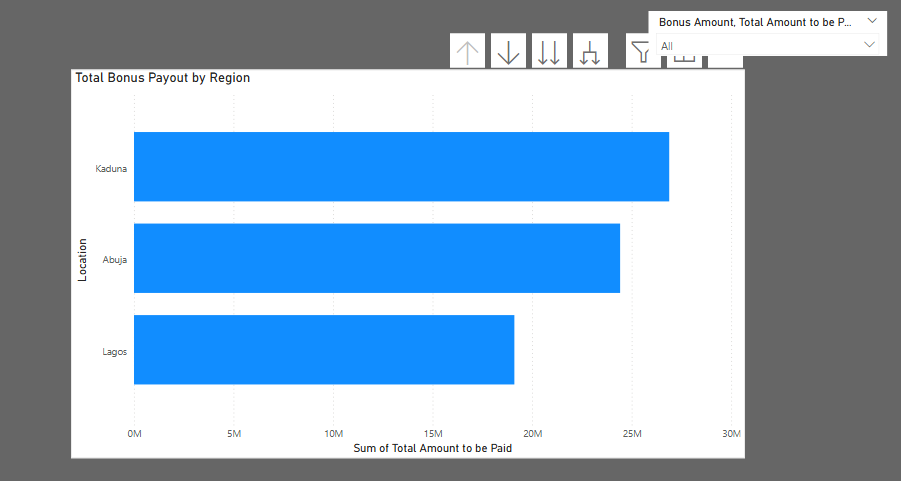 Bonus Amount, Total Amount to be P...
All
Total Bonus Payout by Region
Location
Kaduna
Abuja
Lagos
0M 5M 10M 15M 20M 25M 30M
Sum of Total Amount to be Paid